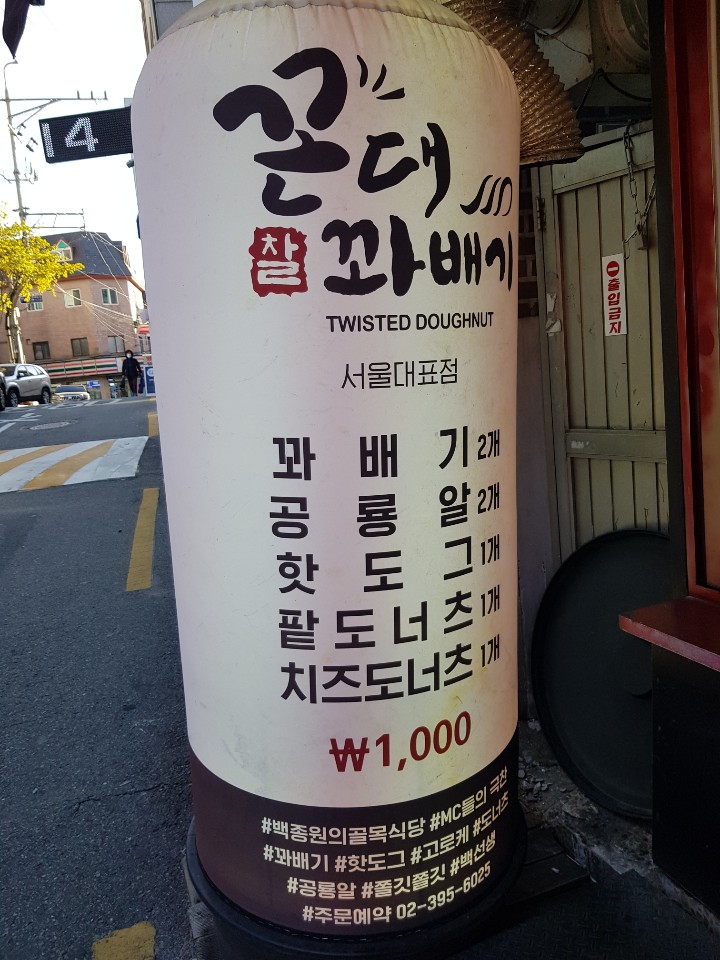 14
꼰대
찰 꽈배기
TWISTED DOUGHNUT
서울대표점
꽈배기 2개
공룡알 2개
핫도그 1개
팥도너츠 1개
치즈도너츠 1개
₩1,000
#백종원의골목식당 #MC들의 극찬
#꽈배기 #핫도그 #고로케 #도너츠
#공룡알 #쫄깃쫄깃 #백선생
#주문예약 02-395-6025
출입금지